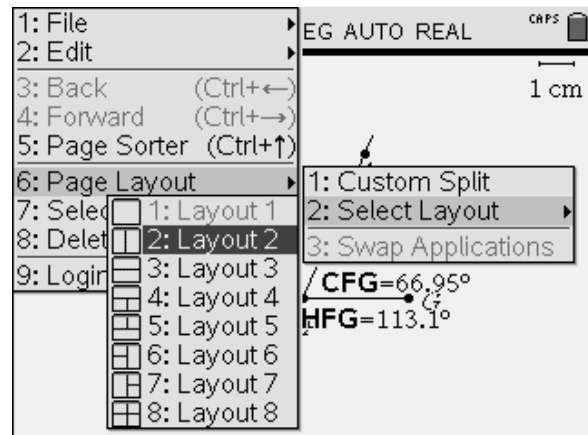 1: File
2: Edit
3: Back (Ctrl+←)
4: Forward (Ctrl+→)
5: Page Sorter (Ctrl+↑)
6: Page Layout
7: Selec
8: Delet
9: Login
1: Layout 1
2: Layout 2
3: Layout 3
4: Layout 4
5: Layout 5
6: Layout 6
7: Layout 7
8: Layout 8
1: Custom Split
2: Select Layout
3: Swap Applications
EG AUTO REAL
CAPS
1 cm
CFG=66.95º
G
HFG=113.1º